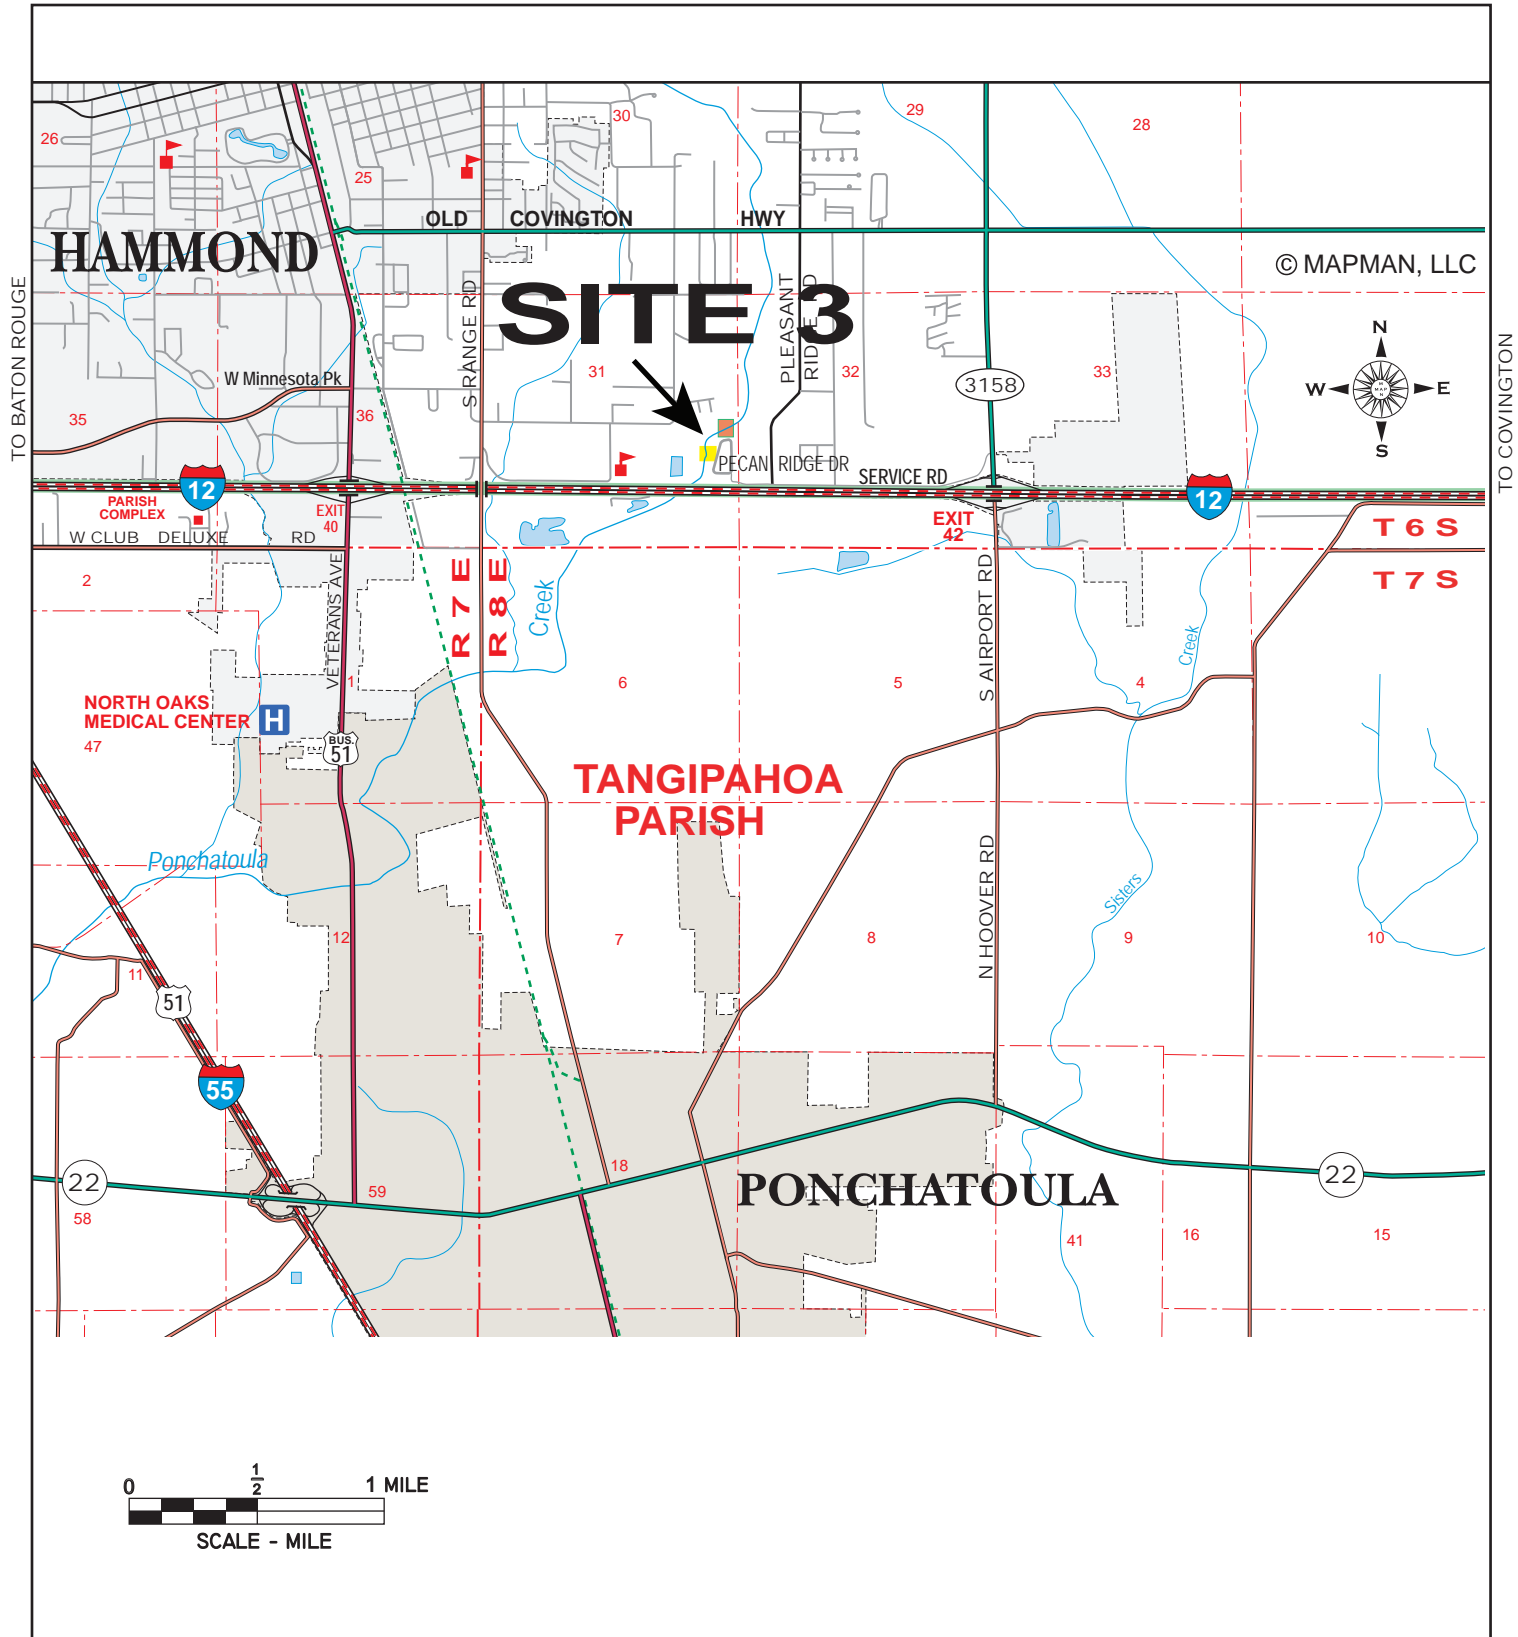 30
29
28
26
25
OLD COVINGTON HWY
HAMMOND
© MAPMAN, LLC
TO BATON ROUGE
S RANGE RD
SITE 3
PLEASANT
RIDGE RD
N
W E
S
MAP
TO COVINGTON
31
32
33
3158
W Minnesota Pk
35
36
PECAN RIDGE DR
SERVICE RD
12
12
PARISH
COMPLEX
EXIT
40
EXIT
42
T 6 S
W CLUB DELUXE RD
T 7 S
2
R 7 E
R 8 E
Creek
VETERANS AVE
S AIRPORT RD
Creek
1
6
5
4
NORTH OAKS
MEDICAL CENTER
H
47
BUS.
51
TANGIPAHOA
PARISH
Ponchatoula
N HOOVER RD
Sisters
12
7
8
9
10
11
51
55
22
59
18
PONCHATOULA
22
58
41
16
15
0 1/2 1 MILE
SCALE - MILE